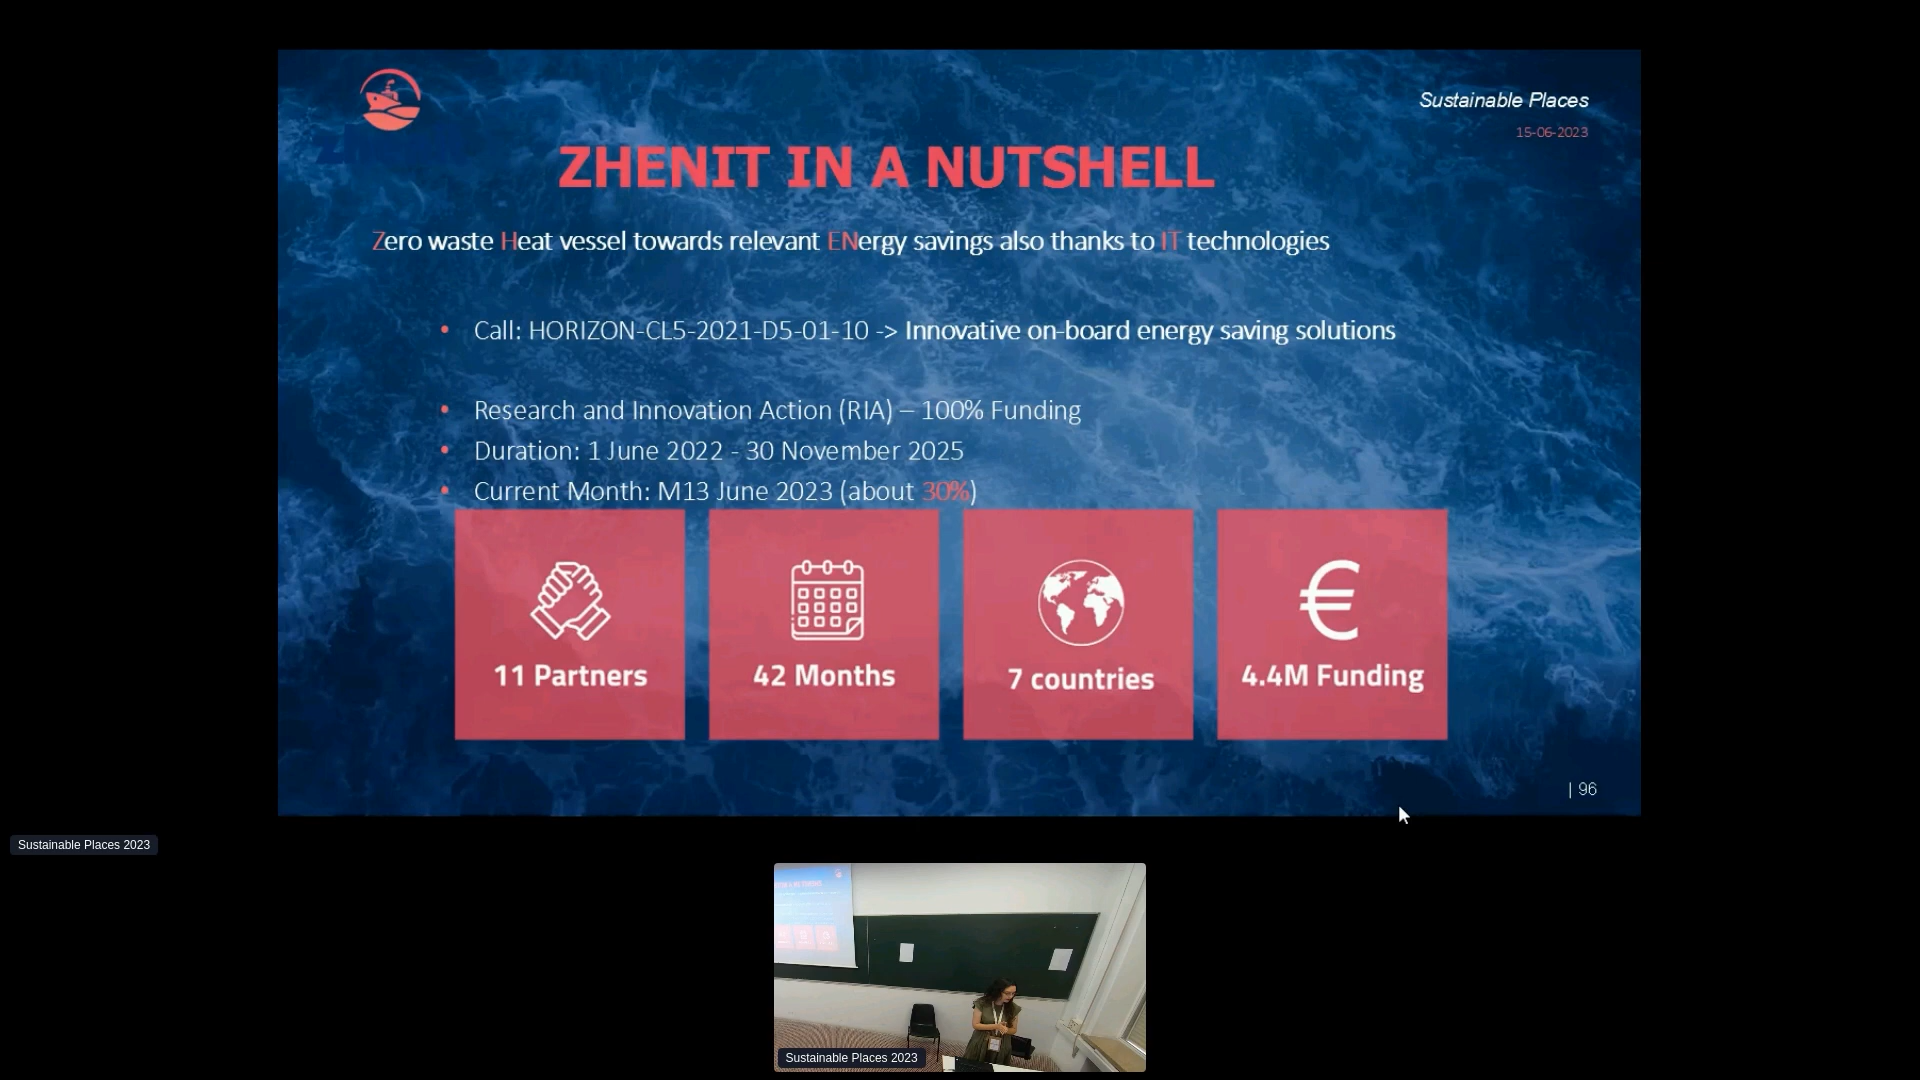 Sustainable Places
15-06-2023
ZHENIT IN A NUTSHELL
Zero waste Heat vessel towards relevant ENergy savings also thanks to IT technologies
• Call: HORIZON-CL5-2021-D5-01-10 -> Innovative on-board energy saving solutions
• Research and Innovation Action (RIA) – 100% Funding
• Duration: 1 June 2022 - 30 November 2025
• Current Month: M13 June 2023 (about 30%)
11 Partners
42 Months
7 countries
4.4M Funding
| 96
Sustainable Places 2023
Sustainable Places 2023